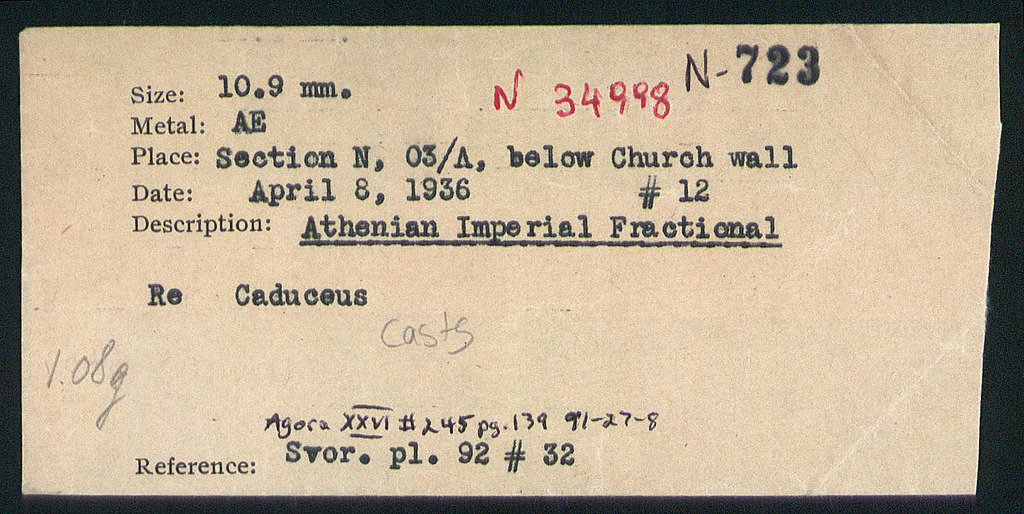 N-723
Size: 10.9 mm. N 34998
Metal: AE
Place: Section N, 03/Λ, below Church wall
Date: April 8, 1936 # 12
Description: Athenian Imperial Fractional
Re Caduceus
Casts
1.08g
Agora XXVI # 245 pg. 139 91-27-8
Reference: Svor. pl. 92 # 32